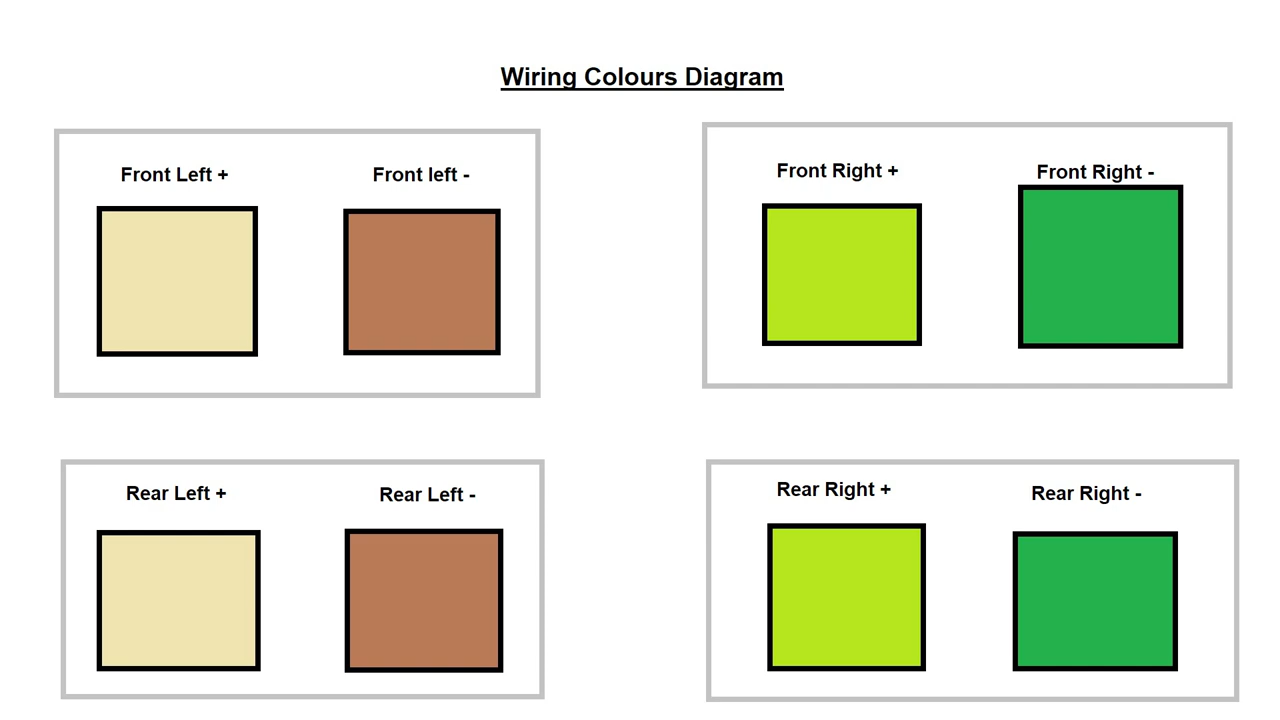 Wiring Colours Diagram
Front Left +
Front left -
Front Right +
Front Right -
Rear Left +
Rear Left -
Rear Right +
Rear Right -